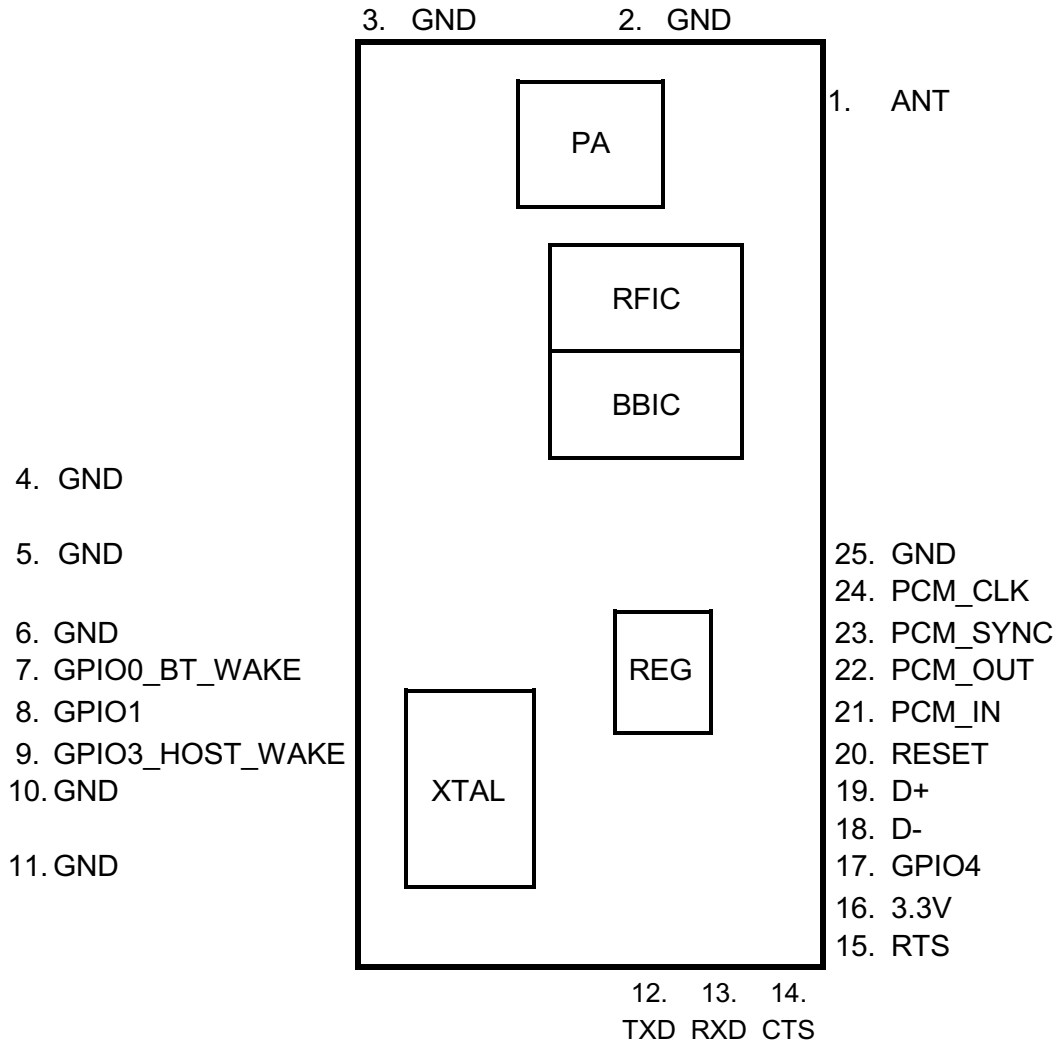 3. GND 2. GND
1. ANT
PA
RFIC
BBIC
4. GND
5. GND
6. GND
7. GPIO0_BT_WAKE
8. GPIO1
9. GPIO3_HOST_WAKE
10. GND
11. GND
REG
XTAL
25. GND
24. PCM_CLK
23. PCM_SYNC
22. PCM_OUT
21. PCM_IN
20. RESET
19. D+
18. D-
17. GPIO4
16. 3.3V
15. RTS
12. 13. 14.
TXD RXD CTS